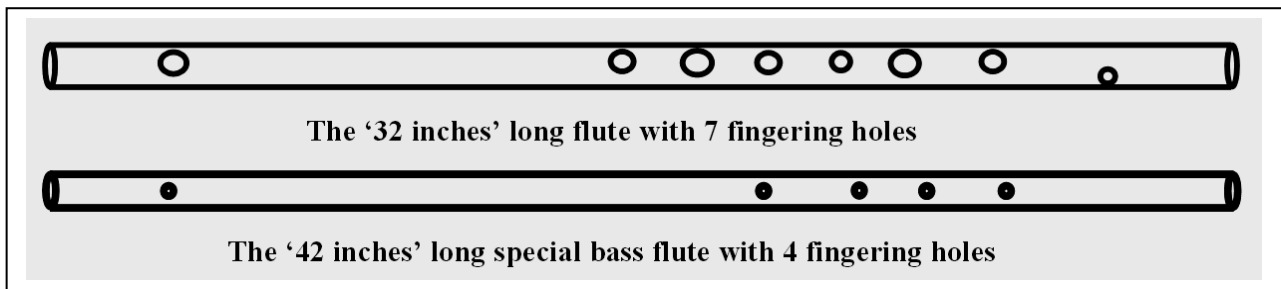 The ‘32 inches’ long flute with 7 fingering holes
The ‘42 inches’ long special bass flute with 4 fingering holes